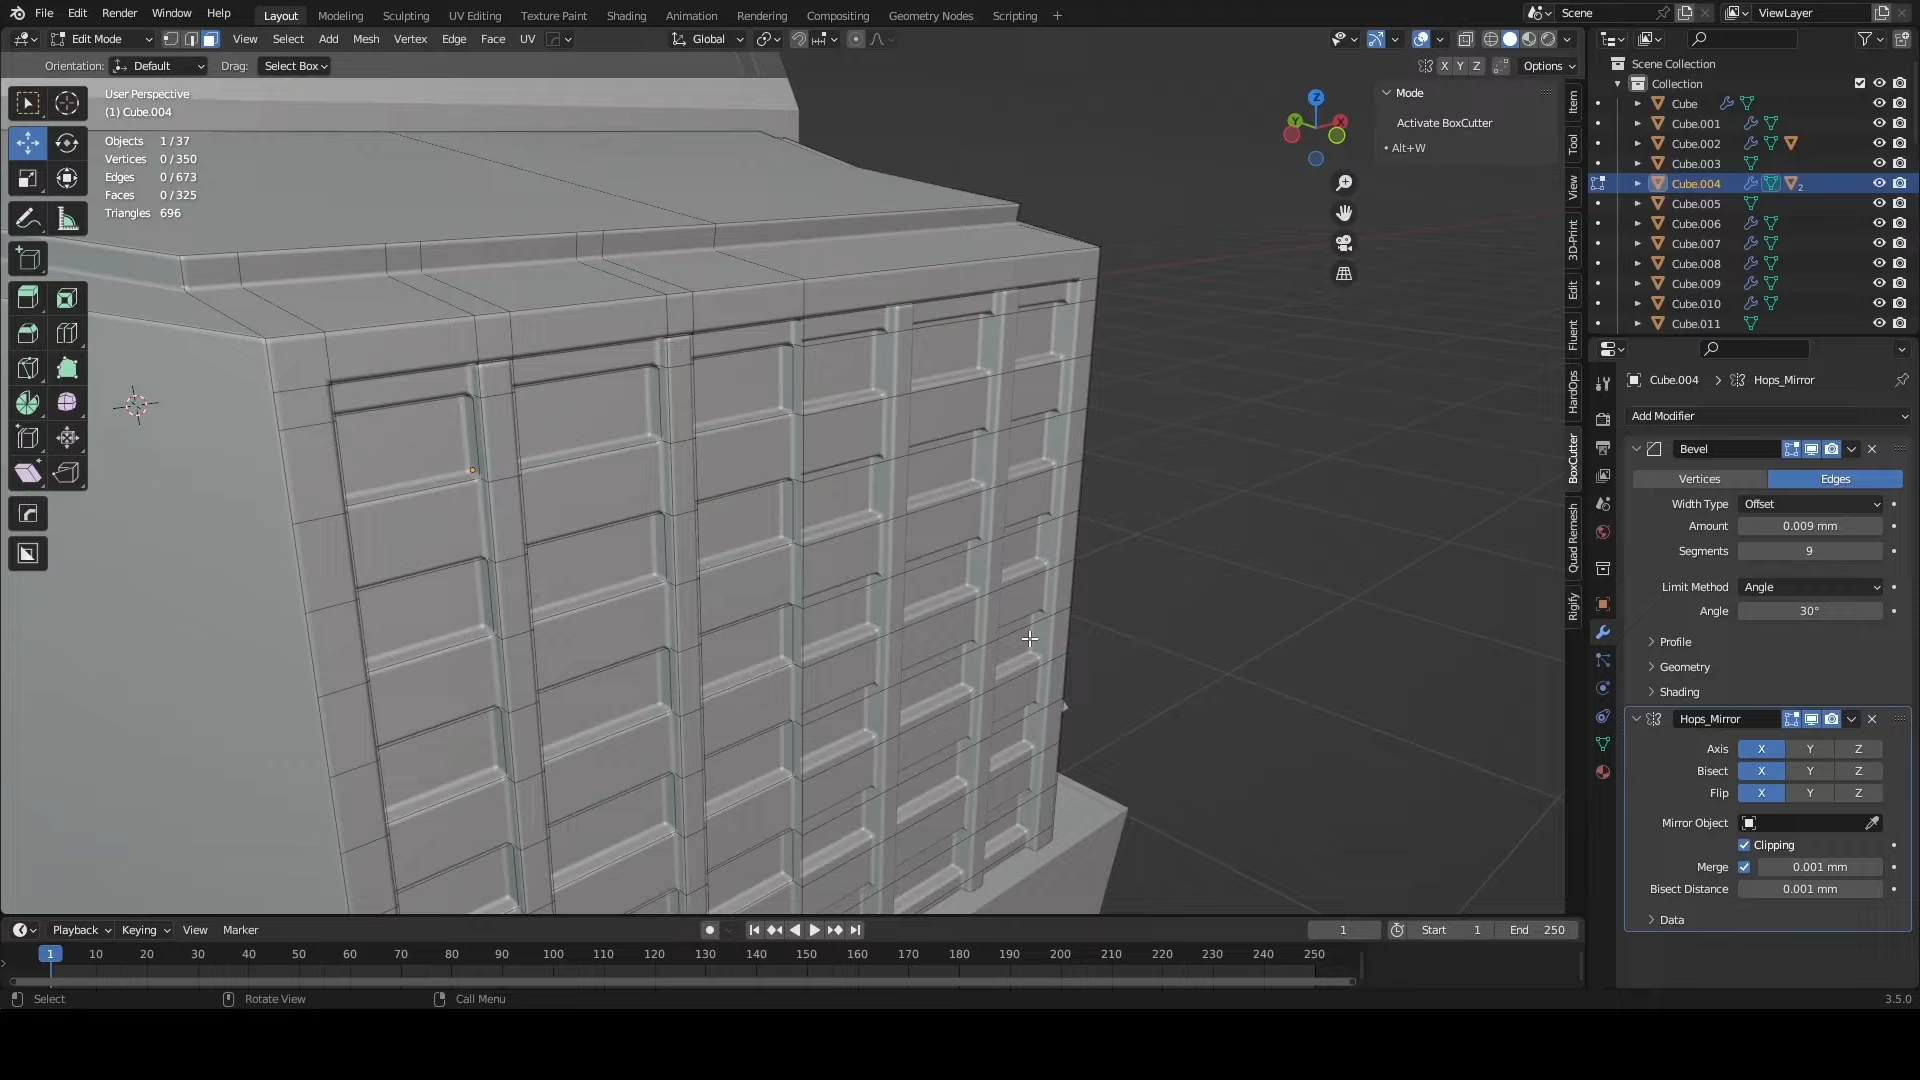 File Edit Render Window Help Layout Modeling Sculpting UV Editing Texture Paint Shading Animation Rendering Compositing Geometry Nodes Scripting + Scene ViewLayer
Edit Mode View Select Add Mesh Vertex Edge Face UV Global
Orientation: Default Drag: Select Box X Y Z Options
User Perspective
(1) Cube.004
Objects 1 / 37
Vertices 0 / 350
Edges 0 / 673
Faces 0 / 325
Triangles 696
Z
Y
X
Mode
Activate BoxCutter
• Alt+W
Item
Tool
View
3D-Print
Edit
Fluent
HardOps
BoxCutter
Quad Remesh
Rigify
Scene Collection
Collection
Cube
Cube.001
Cube.002
Cube.003
Cube.004 2
Cube.005
Cube.006
Cube.007
Cube.008
Cube.009
Cube.010
Cube.011
Cube.004 > Hops_Mirror
Add Modifier
Bevel
Vertices Edges
Width Type Offset
Amount 0.009 mm
Segments 9
Limit Method Angle
Angle 30°
Profile
Geometry
Shading
Hops_Mirror
Axis X Y Z
Bisect X Y Z
Flip X Y Z
Mirror Object
Clipping
Merge 0.001 mm
Bisect Distance 0.001 mm
Data
Playback Keying View Marker 1 Start 1 End 250
1 10 20 30 40 50 60 70 80 90 100 110 120 130 140 150 160 170 180 190 200 210 220 230 240 250
Select Rotate View Call Menu 3.5.0